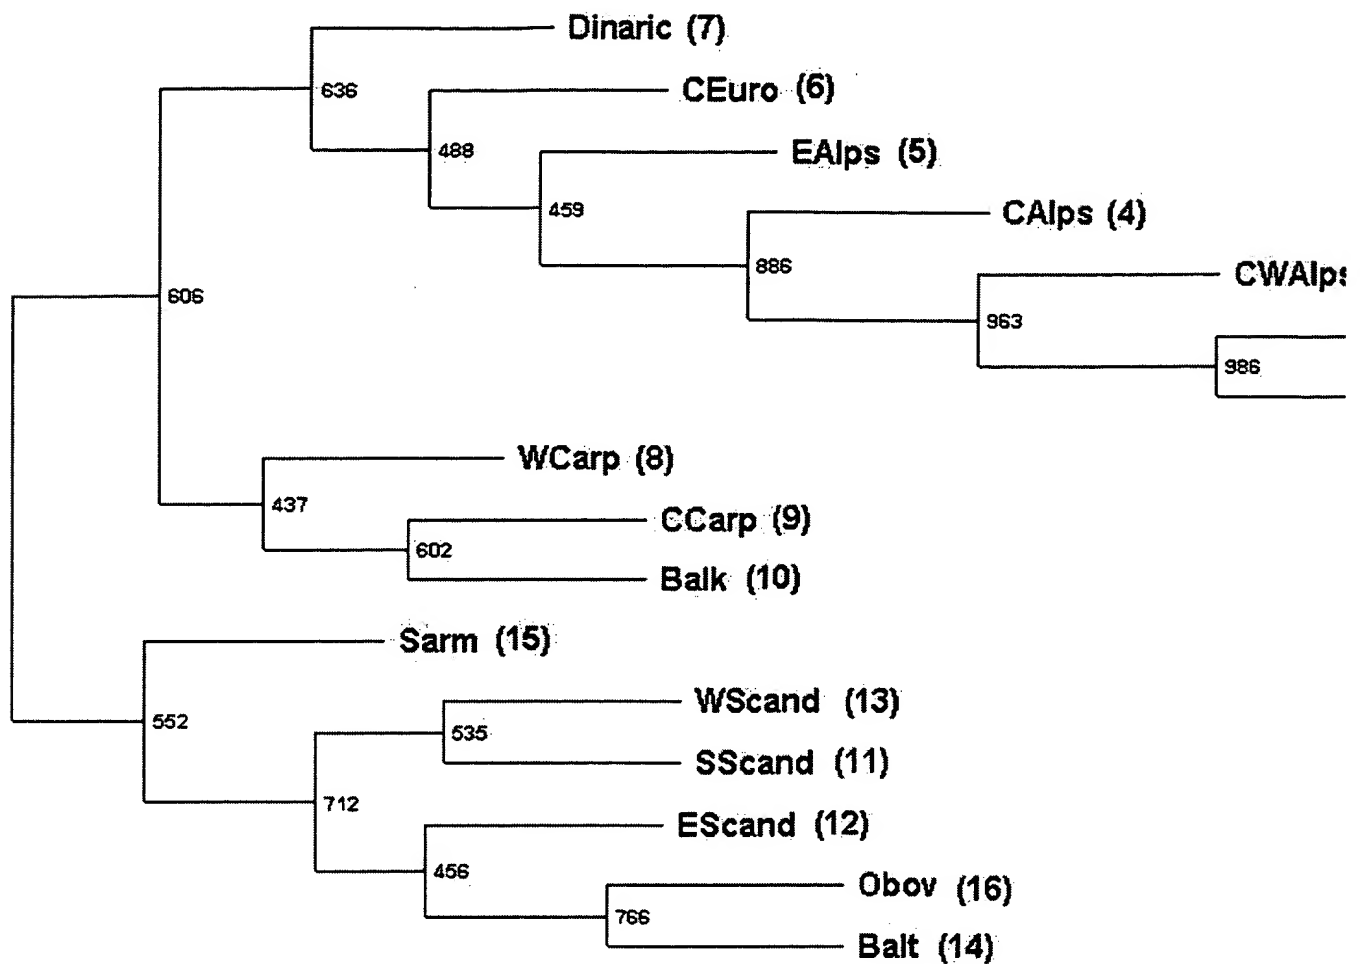 Dinaric (7)
636
CEuro (6)
488
EAlps (5)
459
CAlps (4)
886
CWAlps
606
963
986
WCarp (8)
437
CCarp (9)
602
Balk (10)
Sarm (15)
552
WScand (13)
535
SScand (11)
712
EScand (12)
456
Obov (16)
766
Balt (14)